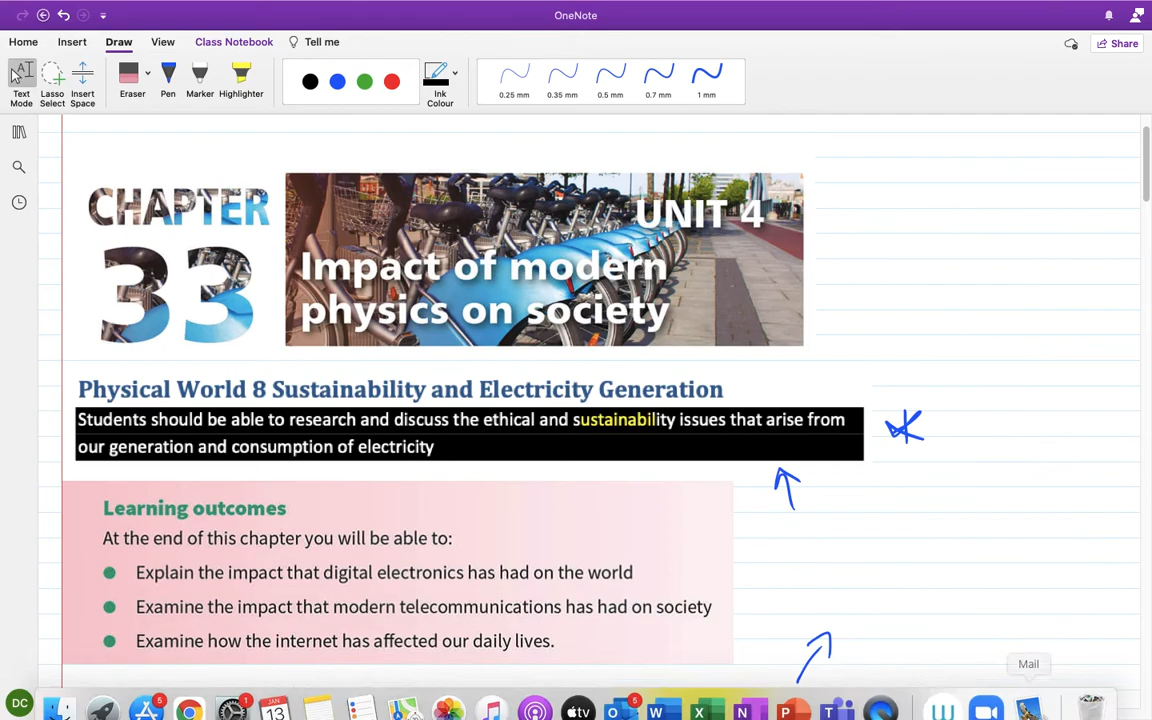 OneNote
Home Insert Draw View Class Notebook Tell me Share
Text Mode
Lasso Select
Insert Space
Eraser
Pen
Marker
Highlighter
Ink Colour
0.25 mm 0.35 mm 0.5 mm 0.7 mm 1 mm
CHAPTER
33
UNIT 4
Impact of modern
physics on society
Physical World 8 Sustainability and Electricity Generation
Students should be able to research and discuss the ethical and sustainability issues that arise from
our generation and consumption of electricity
Learning outcomes
At the end of this chapter you will be able to:
Explain the impact that digital electronics has had on the world
Examine the impact that modern telecommunications has had on society
Examine how the internet has affected our daily lives.
Mail
DC
5
1
JAN
13
tv
5